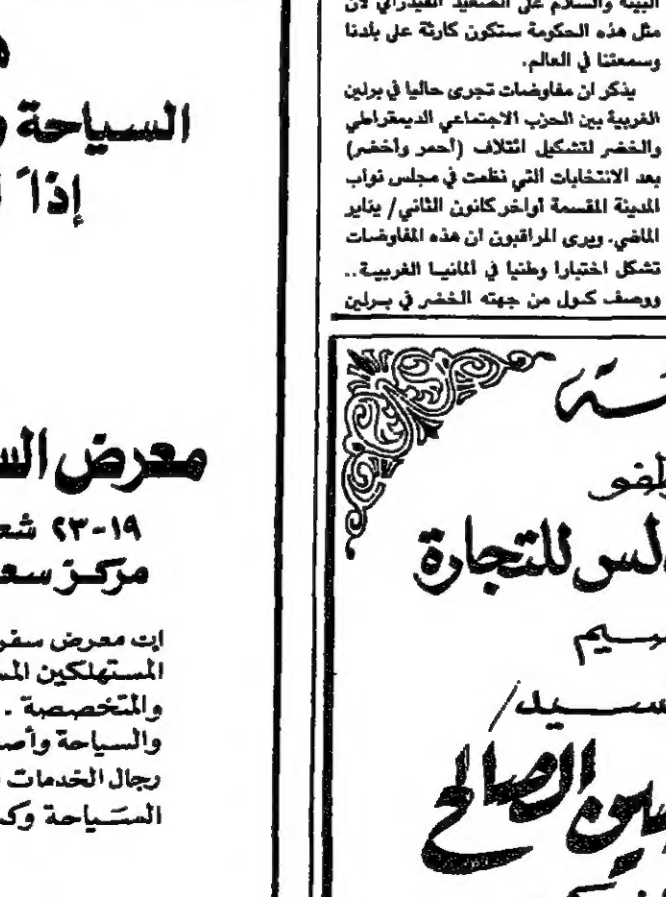 البيئة والسلام على الصعيد الفيدرالي لأن
مثل هذه الحكومة ستكون كارثة على بلدنا
وسمعتنا في العالم.
يذكر ان مفاوضات تجرى حاليا في برلين
الغربية بين الحزب الاجتماعي الديمقراطي
والخضر لتشكيل ائتلاف (أحمر وأخضر)
بعد الانتخابات التي نظمت في مجلس نواب
المدينة المقسمة أواخر كانون الثاني/ يناير
الماضي. ويرى المراقبون ان هذه المفاوضات
تشكل اختبارا وطنيا في المانيا الغربية..
ووصف كول من جهته الخضر في برلين
للتجارة
الصالح
السياحة و
إذاً
معرض الس
١٩-٢٣ شع
مركز سع
ان معرض سفر
المستهلكين المس
والمتخصصة .
والسياحة وأص
رجال الخدمات
السياحة وك